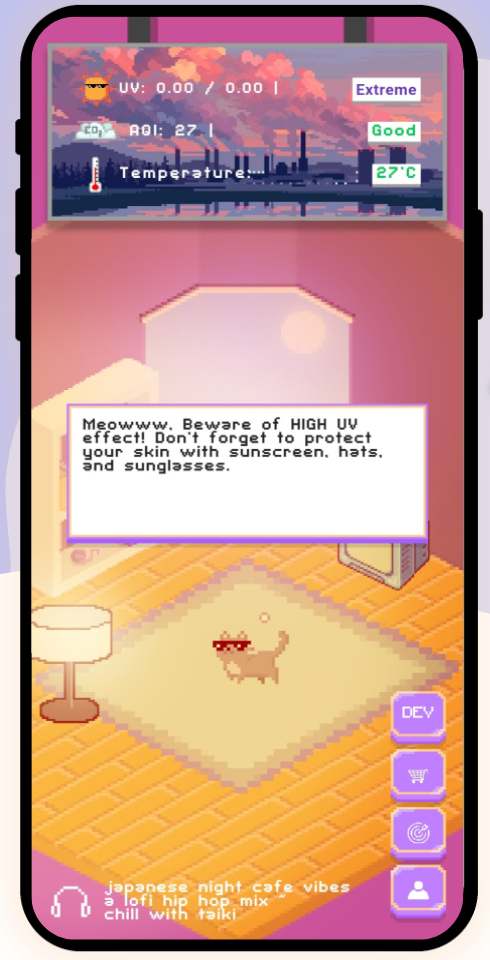 UV: 0.00 / 0.00 | Extreme
CO₂ AQI: 27 | Good
Temperature:... : 27°C
Meowww, Beware of HIGH UV
effect! Don't forget to protect
your skin with sunscreen, hats,
and sunglasses.
DEV
japanese night cafe vibes
a lofi hip hop mix ~
chill with taiki